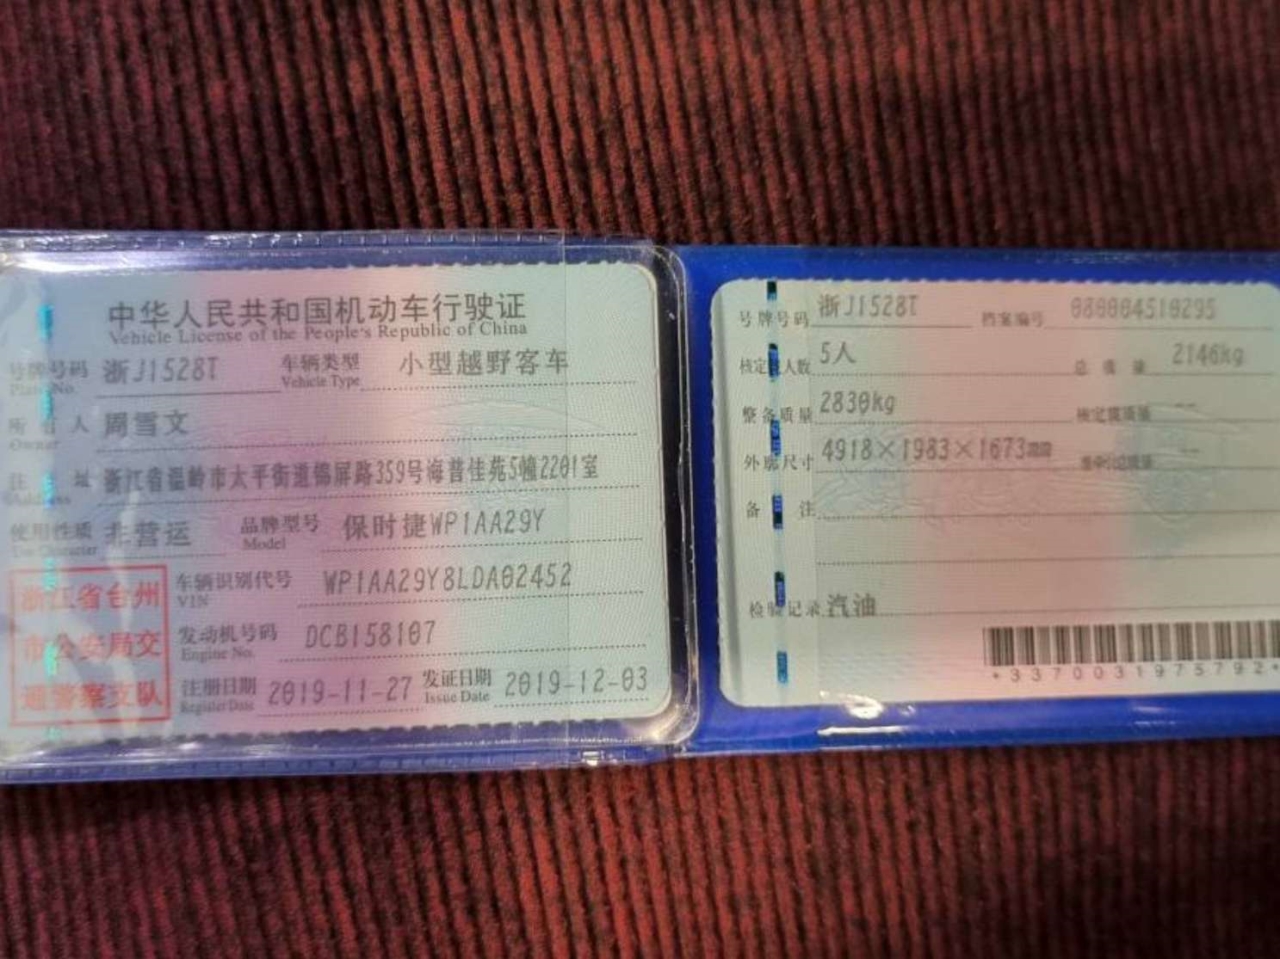 中华人民共和国机动车行驶证
Vehicle License of the People's Republic of China
号牌号码 浙J1528T 车辆类型 小型越野客车
Plate No. Vehicle Type
所有人 周雪文
Owner
住址 浙江省温岭市太平街道锦屏路359号海普佳苑5幢2201室
Address
使用性质 非营运 品牌型号 保时捷WP1AA29Y
Use Character Model
浙江省台州
市公安局交
通警察支队
车辆识别代号 WP1AA29Y8LDA02452
VIN
发动机号码 DCB158107
Engine No.
注册日期 2019-11-27 发证日期 2019-12-03
Register Date Issue Date
号牌号码 浙J1528T 档案编号 080004510295
核定载人数 5人 总质量 2146kg
整备质量 2830kg 核定载质量 --
外廓尺寸 4918×1983×1673mm 准牵引总质量 --
备注
检验记录 汽油
*3370031975792*